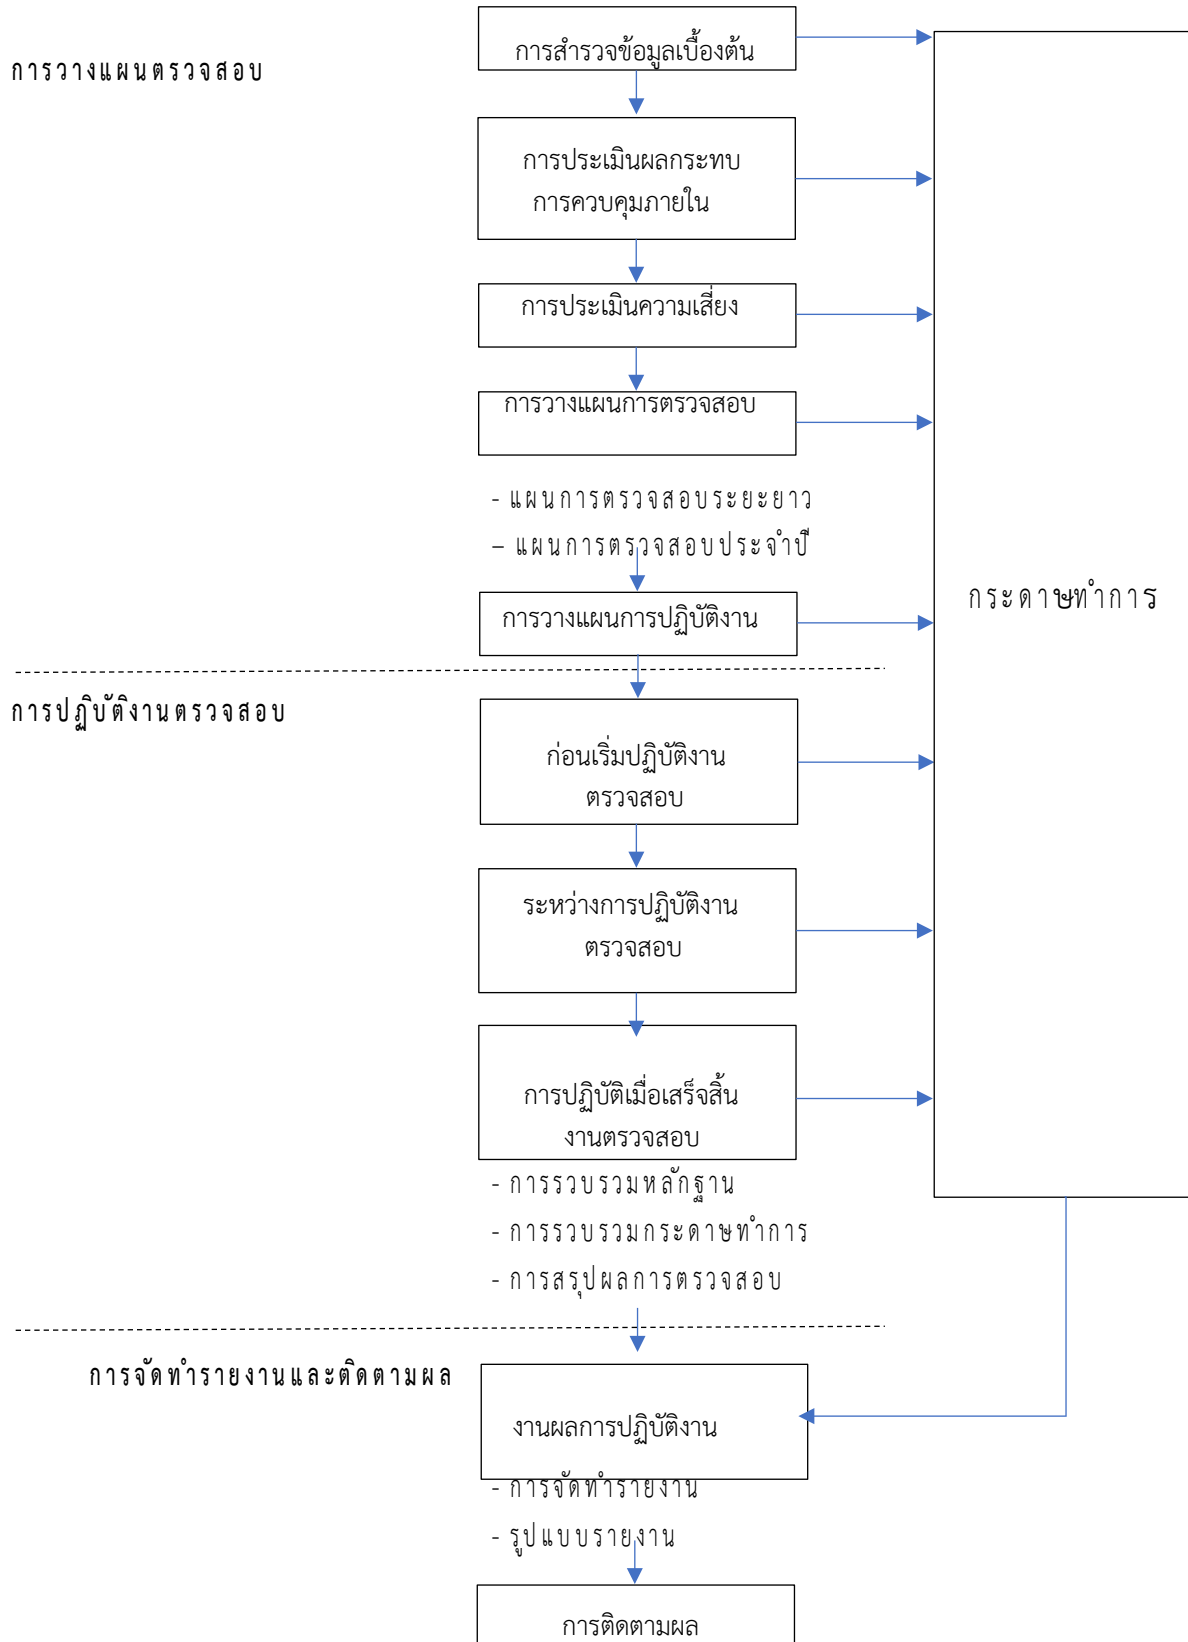 การสำรวจข้อมูลเบื้องต้น
การวางแผนตรวจสอบ
การประเมินผลกระทบ
การควบคุมภายใน
การประเมินความเสี่ยง
การวางแผนการตรวจสอบ
- แผนการตรวจสอบระยะยาว
– แผนการตรวจสอบประจำปี
กระดาษทำการ
การวางแผนการปฏิบัติงาน
การปฏิบัติงานตรวจสอบ
ก่อนเริ่มปฏิบัติงาน
ตรวจสอบ
ระหว่างการปฏิบัติงาน
ตรวจสอบ
การปฏิบัติเมื่อเสร็จสิ้น
งานตรวจสอบ
- การรวบรวมหลักฐาน
- การรวบรวมกระดาษทำการ
- การสรุปผลการตรวจสอบ
การจัดทำรายงานและติดตามผล
งานผลการปฏิบัติงาน
- การจัดทำรายงาน
- รูปแบบรายงาน
การติดตามผล